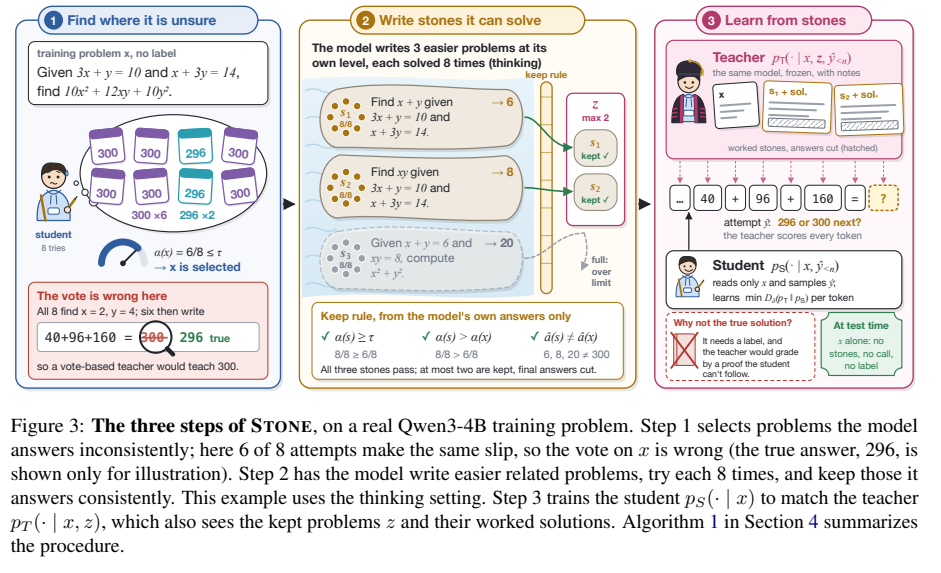 1 Find where it is unsure
training problem x, no label
Given 3x + y = 10 and x + 3y = 14,
find 10x² + 12xy + 10y².
300 300 296 300
300 300 296 300
300 ×6 296 ×2
student
8 tries
α(x) = 6/8 ≤ τ
→ x is selected
The vote is wrong here
All 8 find x = 2, y = 4; six then write
40+96+160 = 300 296 true
so a vote-based teacher would teach 300.
2 Write stones it can solve
The model writes 3 easier problems at its
own level, each solved 8 times (thinking)
keep rule
s₁
8/8
Find x + y given
3x + y = 10 and
x + 3y = 14.
→ 6
s₂
8/8
Find xy given
3x + y = 10 and
x + 3y = 14.
→ 8
s₃
8/8
Given x + y = 6 and
xy = 8, compute
x² + y².
→ 20
z
max 2
s₁
kept ✓
s₂
kept ✓
full:
over
limit
Keep rule, from the model's own answers only
✓ α(s) ≥ τ ✓ α(s) > α(x) ✓ â(s) ≠ â(x)
8/8 ≥ 6/8 8/8 > 6/8 6, 8, 20 ≠ 300
All three stones pass; at most two are kept, final answers cut.
3 Learn from stones
Teacher p_T(· | x, z, ŷ_<n)
the same model, frozen, with notes
x
s₁ + sol.
s₂ + sol.
worked stones, answers cut (hatched)
... 40 + 96 + 160 = ?
attempt ŷ: 296 or 300 next?
the teacher scores every token
Student p_S(· | x, ŷ_<n)
reads only x and samples ŷ;
learns min D_β(p_T ‖ p_S) per token
Why not the true solution?
It needs a label, and
the teacher would grade
by a proof the student
can't follow.
At test time
x alone: no
stones, no call,
no label
Figure 3: The three steps of STONE, on a real Qwen3-4B training problem. Step 1 selects problems the model
answers inconsistently; here 6 of 8 attempts make the same slip, so the vote on x is wrong (the true answer, 296, is
shown only for illustration). Step 2 has the model write easier related problems, try each 8 times, and keep those it
answers consistently. This example uses the thinking setting. Step 3 trains the student p_S(· | x) to match the teacher
p_T(· | x, z), which also sees the kept problems z and their worked solutions. Algorithm 1 in Section 4 summarizes
the procedure.